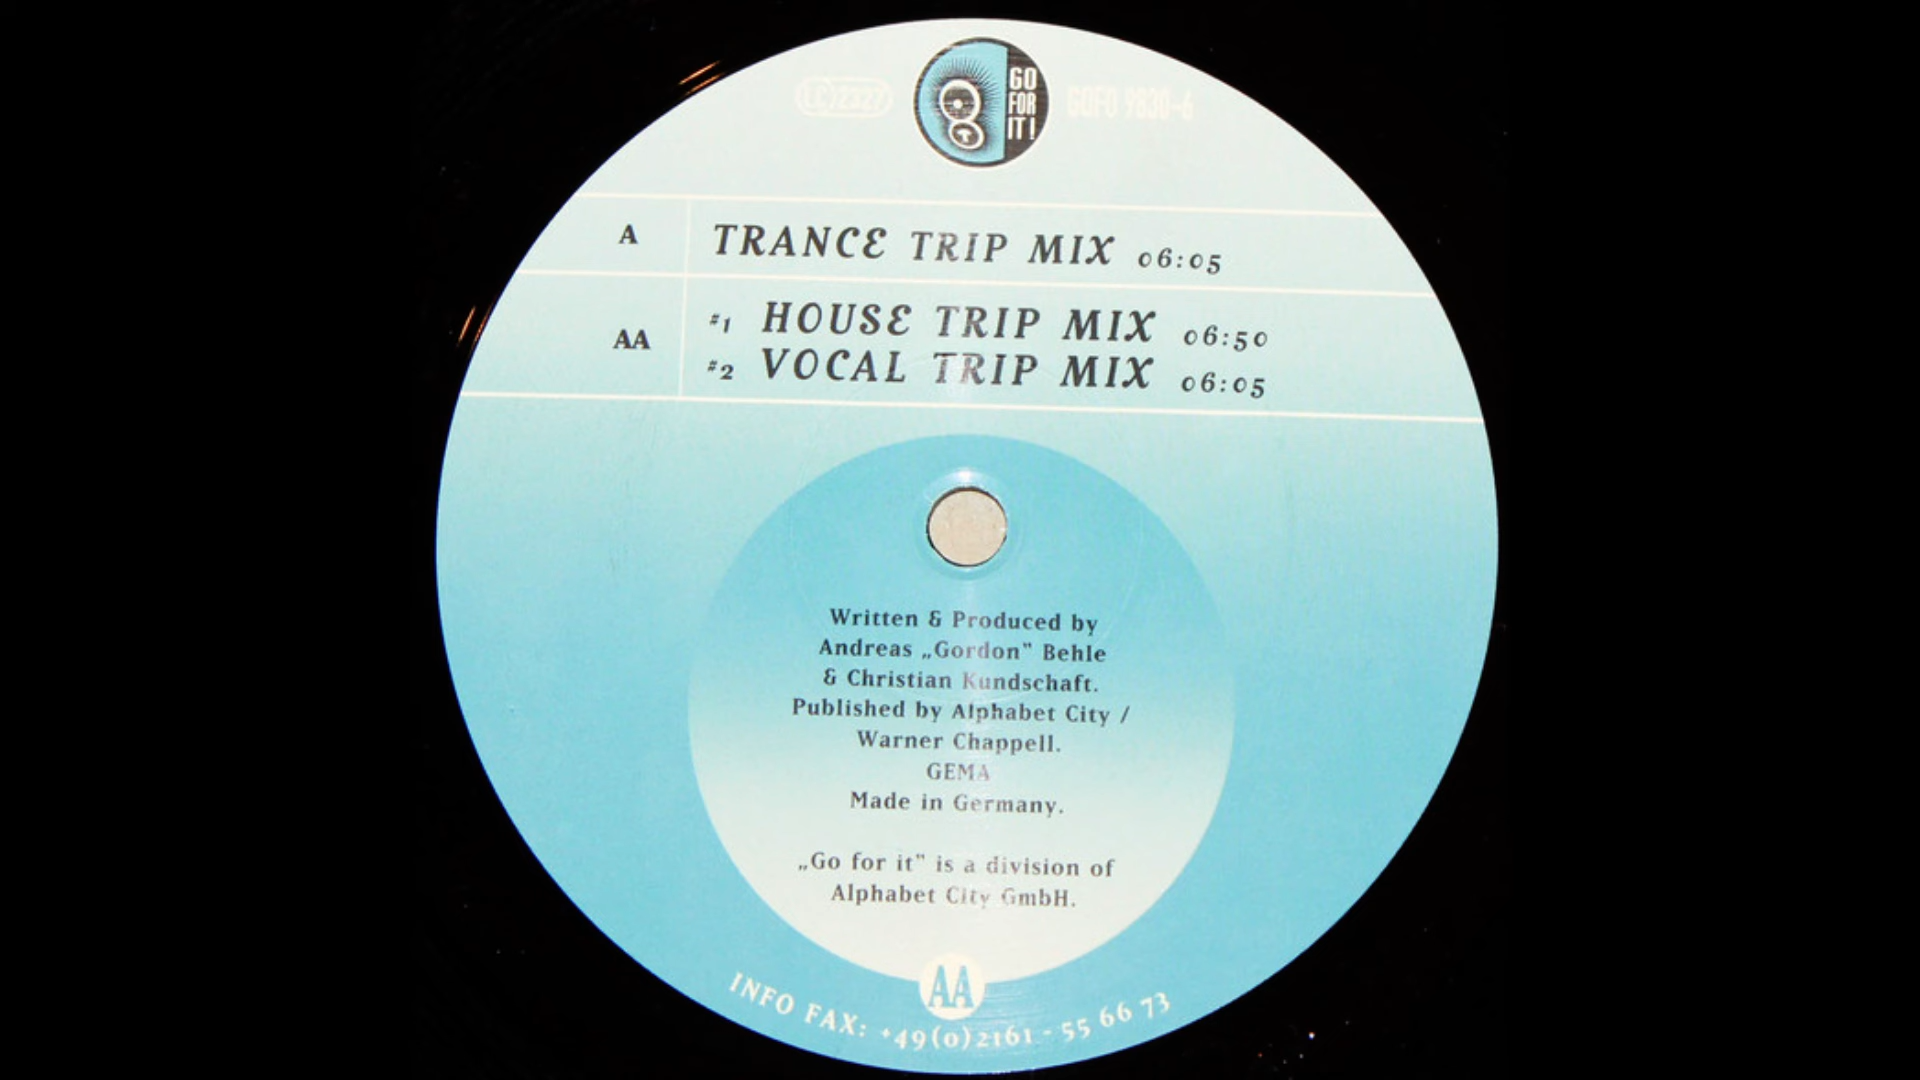 LC 2327
GO
FOR
IT!
GOFO 9830-6
A TRANCE TRIP MIX 06:05
AA #1 HOUSE TRIP MIX 06:50
#2 VOCAL TRIP MIX 06:05
Written & Produced by
Andreas „Gordon" Behle
& Christian Kundschaft.
Published by Alphabet City /
Warner Chappell.
GEMA
Made in Germany.
„Go for it" is a division of
Alphabet City GmbH.
AA
INFO FAX: +49(0)2161 - 55 66 73